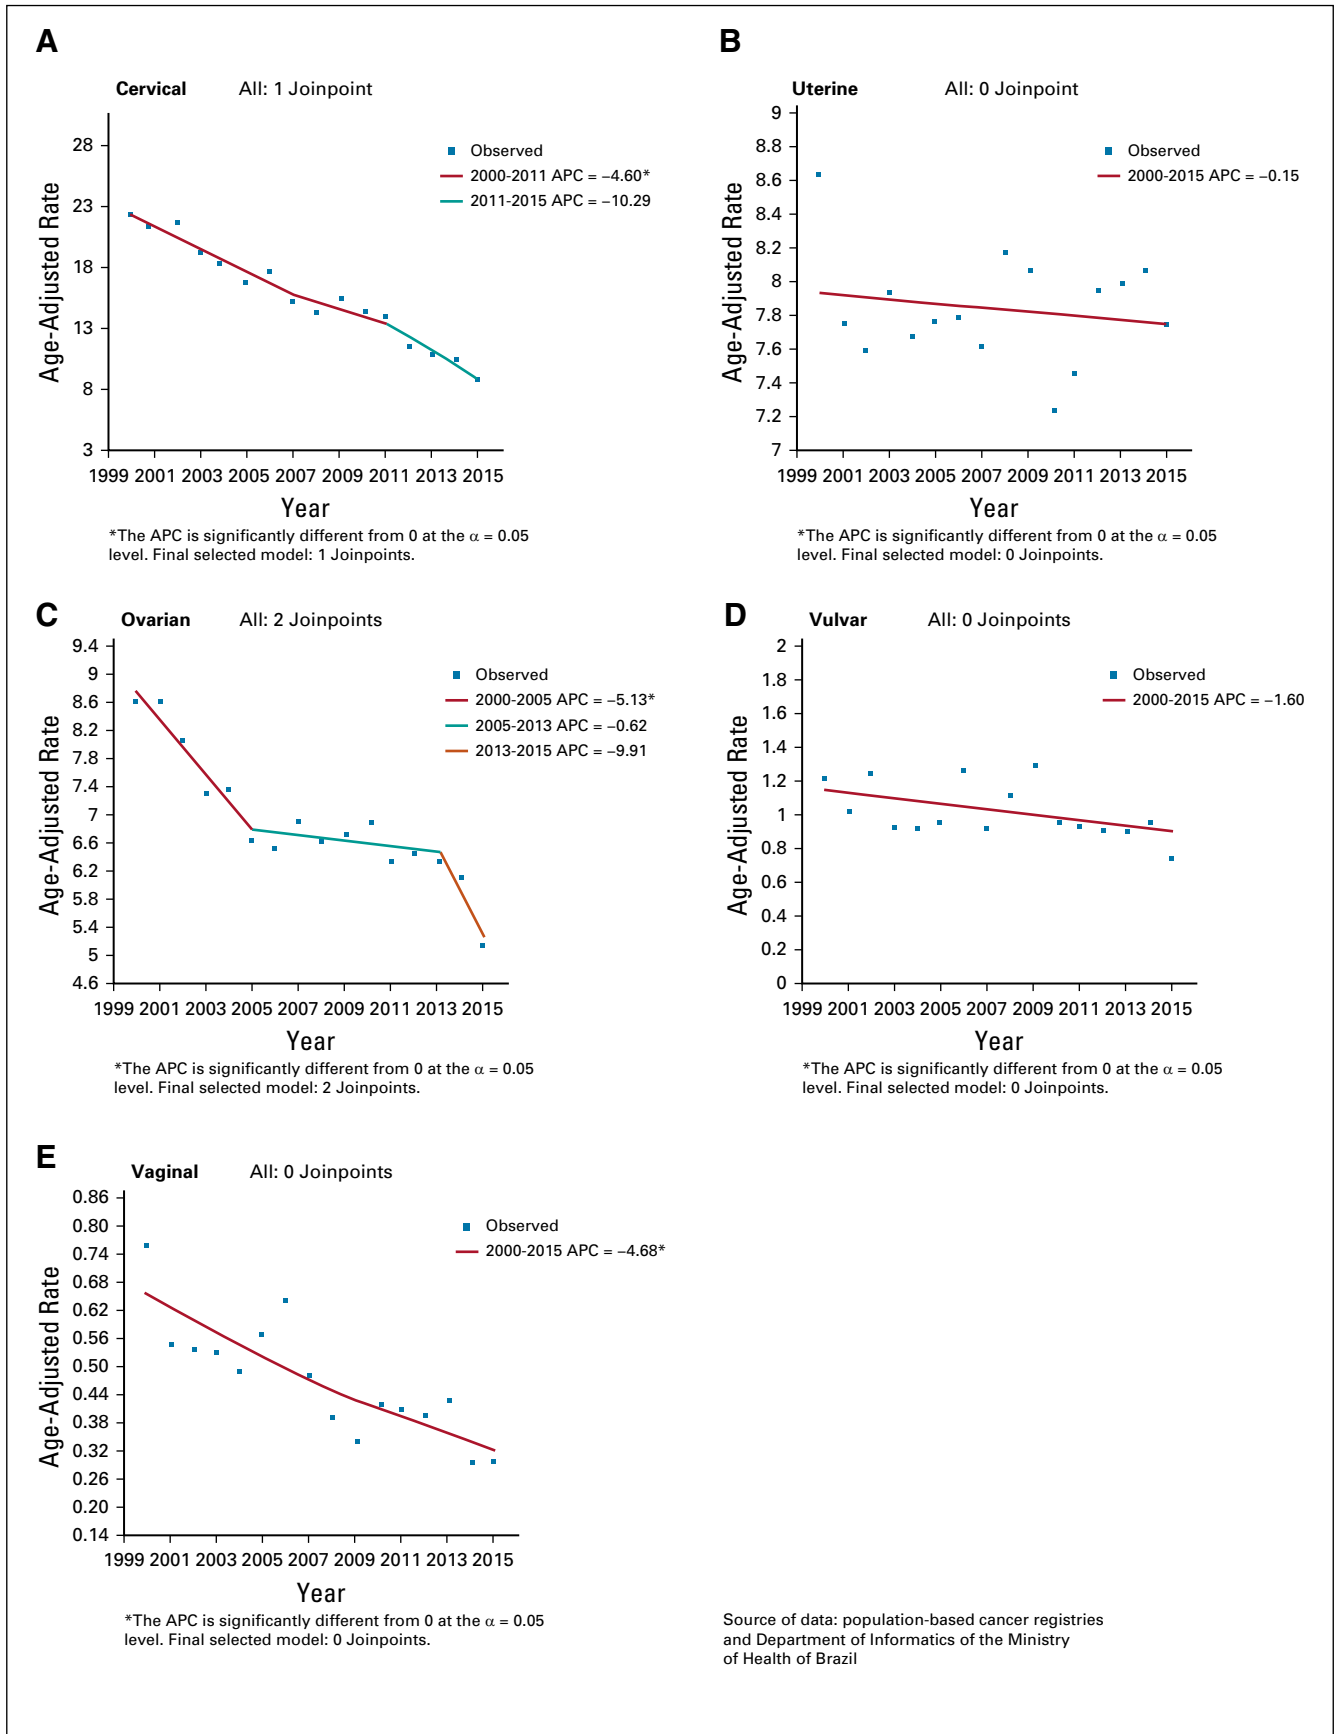 A
Cervical All: 1 Joinpoint
Age-Adjusted Rate
28
23
18
13
8
3
Observed
2000-2011 APC = −4.60*
2011-2015 APC = −10.29
1999 2001 2003 2005 2007 2009 2011 2013 2015
Year
*The APC is significantly different from 0 at the α = 0.05
level. Final selected model: 1 Joinpoints.
B
Uterine All: 0 Joinpoint
Age-Adjusted Rate
9
8.8
8.6
8.4
8.2
8
7.8
7.6
7.4
7.2
7
Observed
2000-2015 APC = −0.15
1999 2001 2003 2005 2007 2009 2011 2013 2015
Year
*The APC is significantly different from 0 at the α = 0.05
level. Final selected model: 0 Joinpoints.
C
Ovarian All: 2 Joinpoints
Age-Adjusted Rate
9.4
9
8.6
8.2
7.8
7.4
7
6.6
6.2
5.8
5.4
5
4.6
Observed
2000-2005 APC = −5.13*
2005-2013 APC = −0.62
2013-2015 APC = −9.91
1999 2001 2003 2005 2007 2009 2011 2013 2015
Year
*The APC is significantly different from 0 at the α = 0.05
level. Final selected model: 2 Joinpoints.
D
Vulvar All: 0 Joinpoints
Age-Adjusted Rate
2
1.8
1.6
1.4
1.2
1
0.8
0.6
0.4
0.2
0
Observed
2000-2015 APC = −1.60
1999 2001 2003 2005 2007 2009 2011 2013 2015
Year
*The APC is significantly different from 0 at the α = 0.05
level. Final selected model: 0 Joinpoints.
E
Vaginal All: 0 Joinpoints
Age-Adjusted Rate
0.86
0.80
0.74
0.68
0.62
0.56
0.50
0.44
0.38
0.32
0.26
0.20
0.14
Observed
2000-2015 APC = −4.68*
1999 2001 2003 2005 2007 2009 2011 2013 2015
Year
*The APC is significantly different from 0 at the α = 0.05
level. Final selected model: 0 Joinpoints.
Source of data: population-based cancer registries
and Department of Informatics of the Ministry
of Health of Brazil